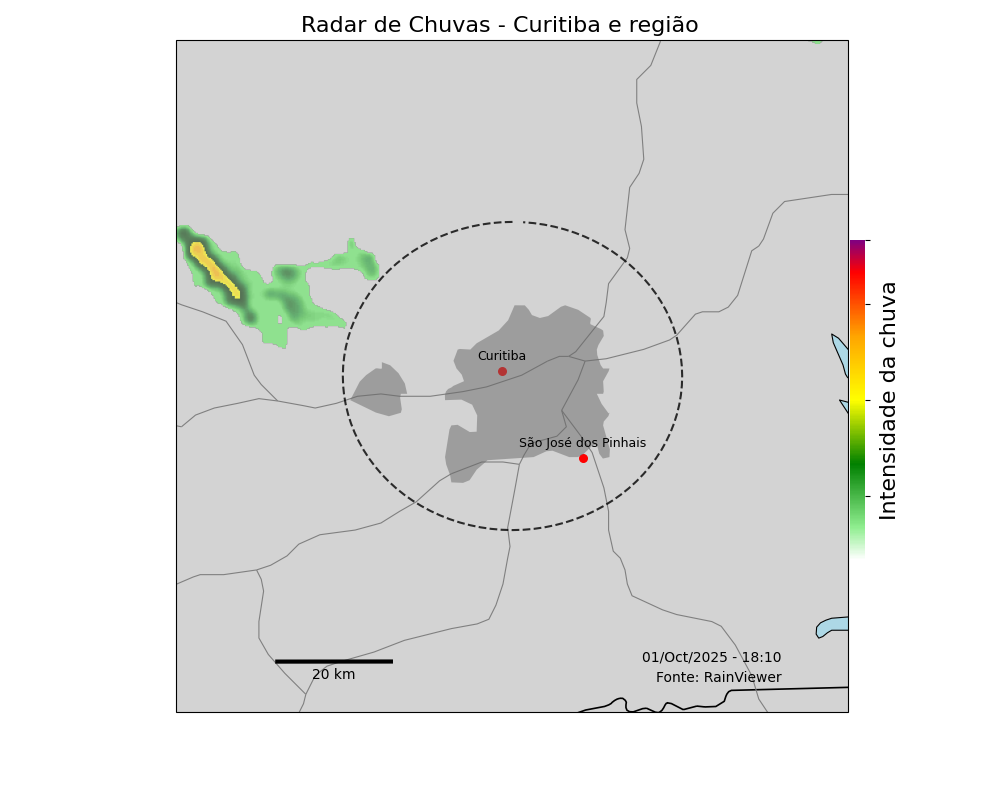 Radar de Chuvas - Curitiba e região
Curitiba
São José dos Pinhais
Intensidade da chuva
01/Oct/2025 - 18:10
20 km
Fonte: RainViewer